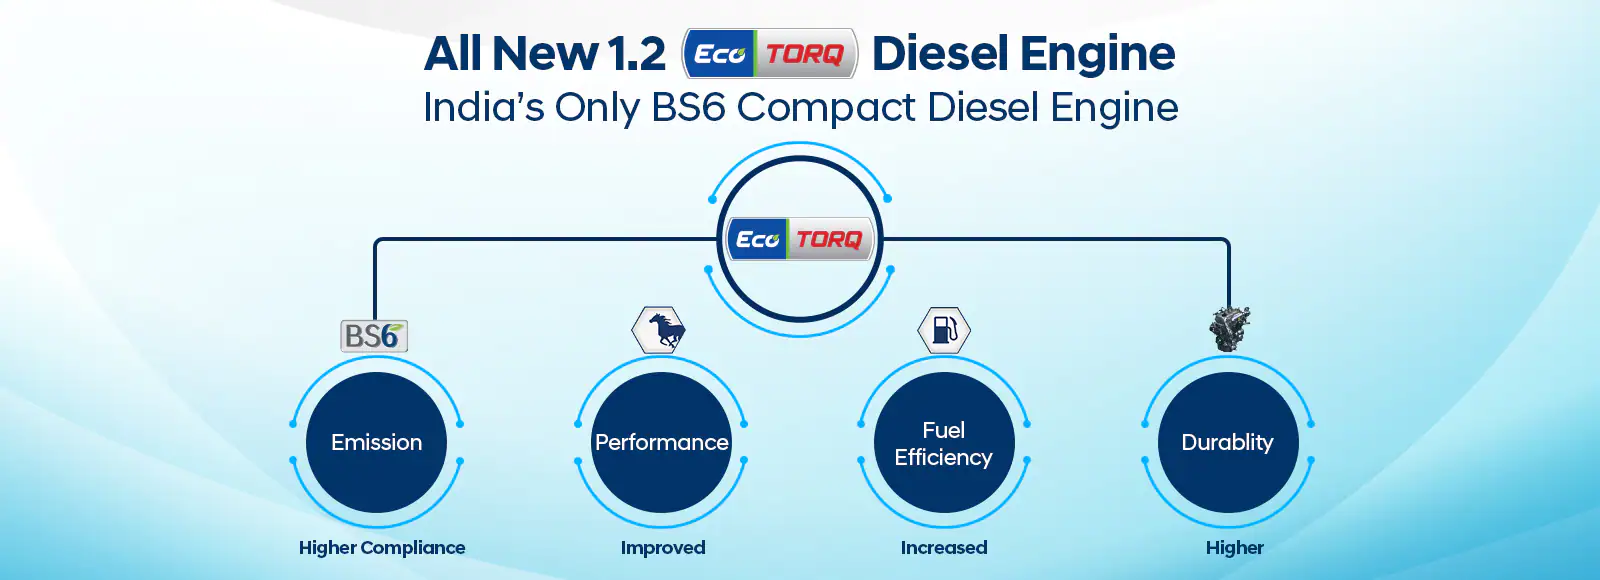 All New 1.2 Eco TORQ Diesel Engine
India’s Only BS6 Compact Diesel Engine
Eco TORQ
BS6
Emission
Higher Compliance
Performance
Improved
Fuel
Efficiency
Increased
Durablity
Higher